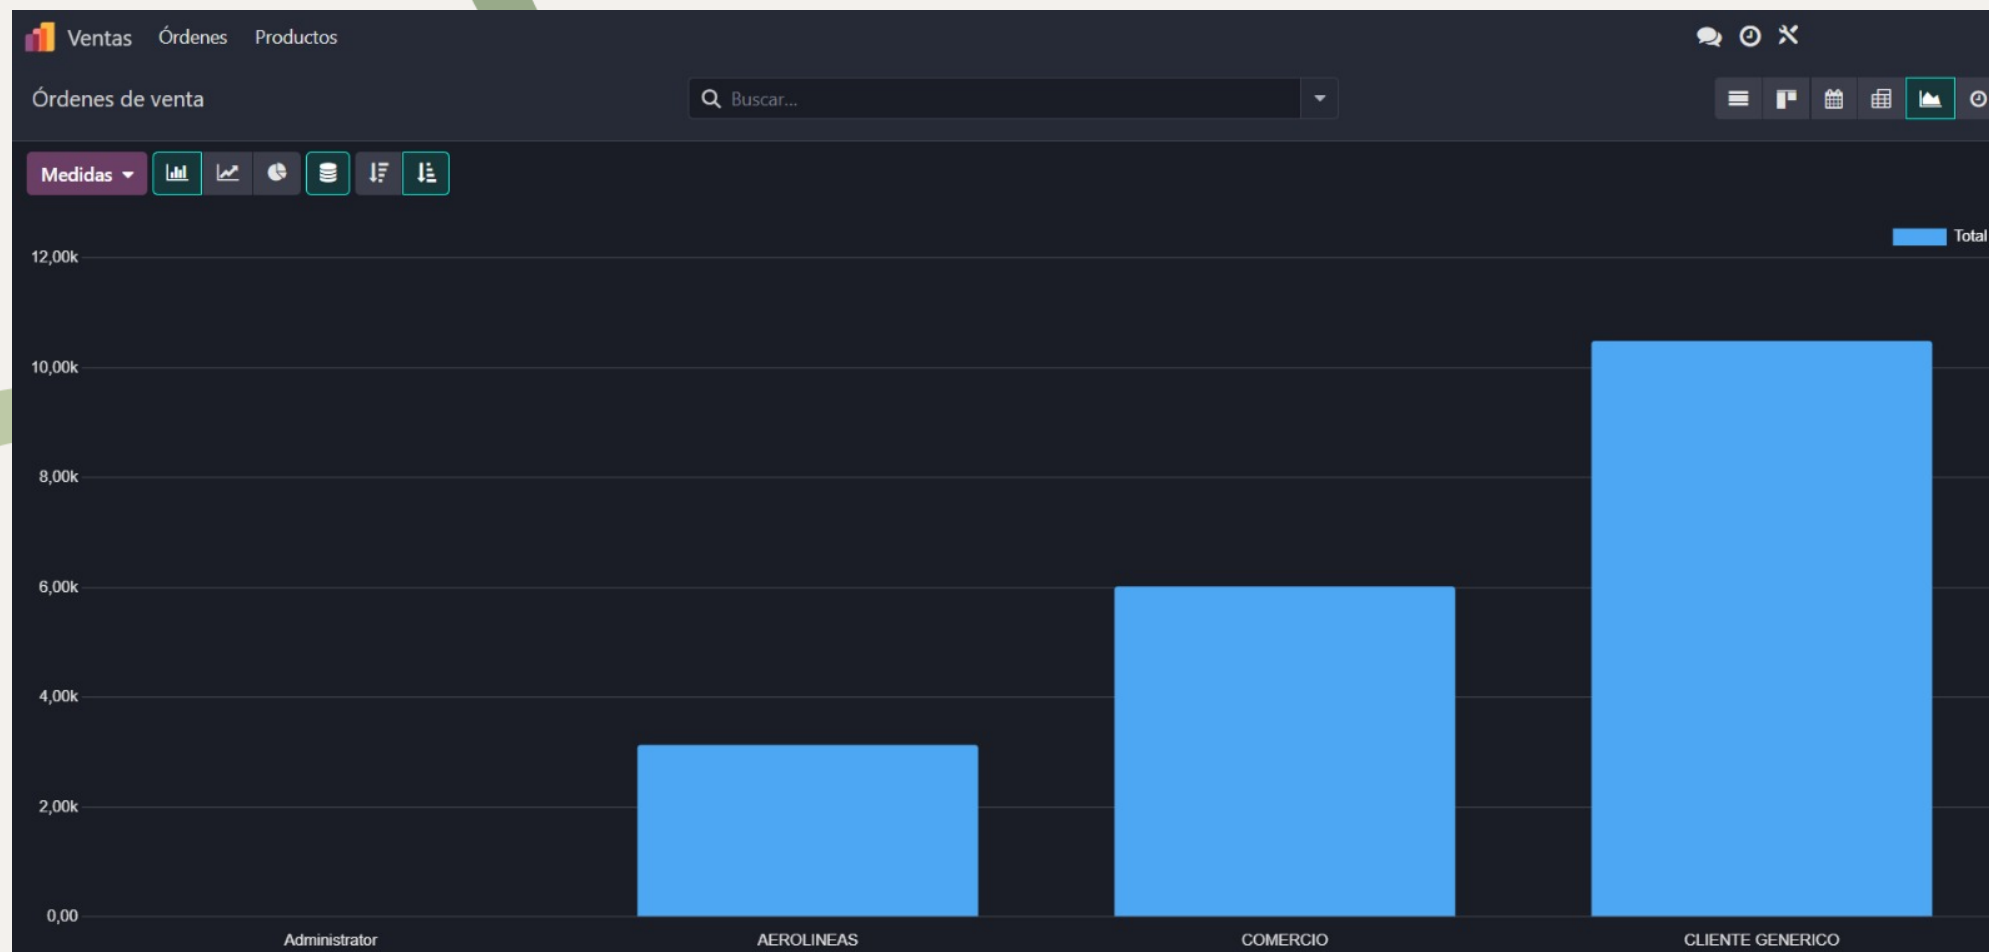 Ventas Órdenes Productos
Órdenes de venta
Buscar...
Medidas
Total
12,00k
10,00k
8,00k
6,00k
4,00k
2,00k
0,00
Administrator AEROLINEAS COMERCIO CLIENTE GENERICO